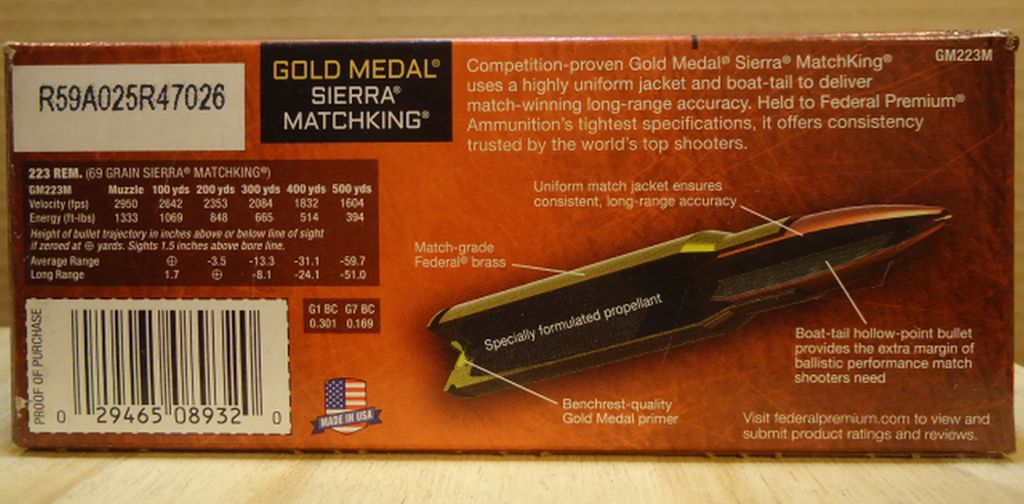 R59A025R47026
GOLD MEDAL®
SIERRA®
MATCHKING®
Competition-proven Gold Medal® Sierra® MatchKing®
uses a highly uniform jacket and boat-tail to deliver
match-winning long-range accuracy. Held to Federal Premium®
Ammunition's tightest specifications, it offers consistency
trusted by the world's top shooters.
GM223M
223 REM. (69 GRAIN SIERRA® MATCHKING®)
GM223M Muzzle 100 yds 200 yds 300 yds 400 yds 500 yds
Velocity (fps) 2950 2642 2353 2084 1832 1604
Energy (ft-lbs) 1333 1069 848 665 514 394
Height of bullet trajectory in inches above or below line of sight
if zeroed at ⊕ yards. Sights 1.5 inches above bore line.
Average Range ⊕ -3.5 -13.3 -31.1 -59.7
Long Range 1.7 ⊕ -8.1 -24.1 -51.0
Uniform match jacket ensures
consistent, long-range accuracy
Match-grade
Federal® brass
Specially formulated propellant
Boat-tail hollow-point bullet
provides the extra margin of
ballistic performance match
shooters need
Benchrest-quality
Gold Medal primer
PROOF OF PURCHASE
0 29465 08932 0
G1 BC G7 BC
0.301 0.169
MADE IN USA
Visit federalpremium.com to view and
submit product ratings and reviews.